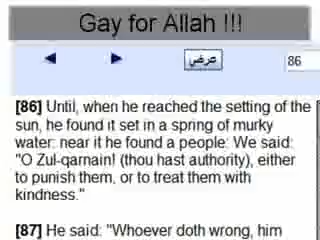 Gay for Allah !!!
عرض
86
[86] Until, when he reached the setting of the
sun, he found it set in a spring of murky
water: near it he found a people: We said:
"O Zul-qarnain! (thou hast authority), either
to punish them, or to treat them with
kindness."
[87] He said: "Whoever doth wrong, him